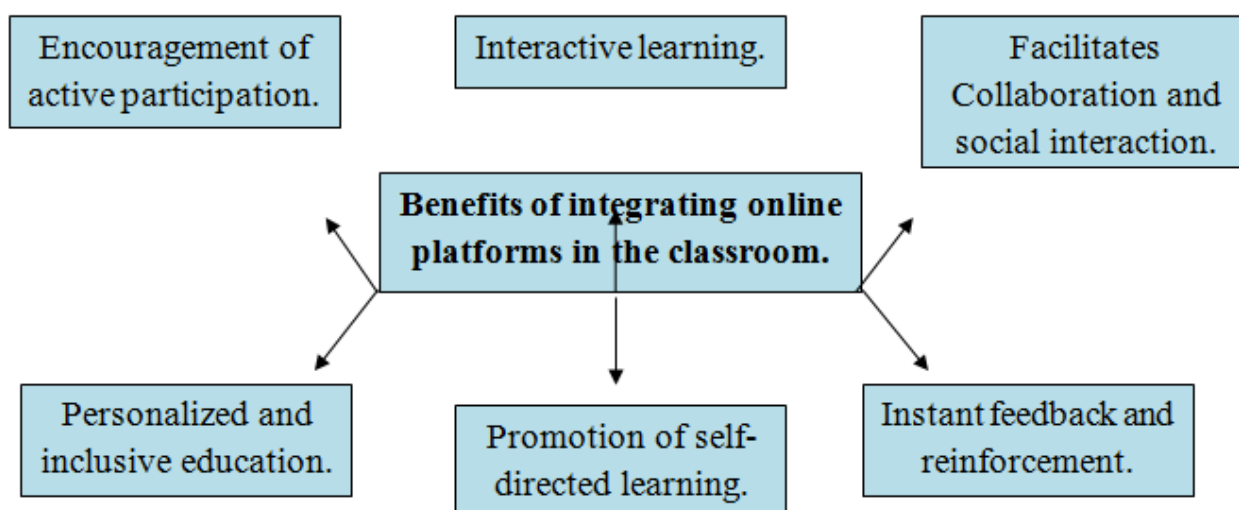 Encouragement of
active participation.
Interactive learning.
Facilitates
Collaboration and
social interaction.
Benefits of integrating online
platforms in the classroom.
Personalized and
inclusive education.
Promotion of self-
directed learning.
Instant feedback and
reinforcement.